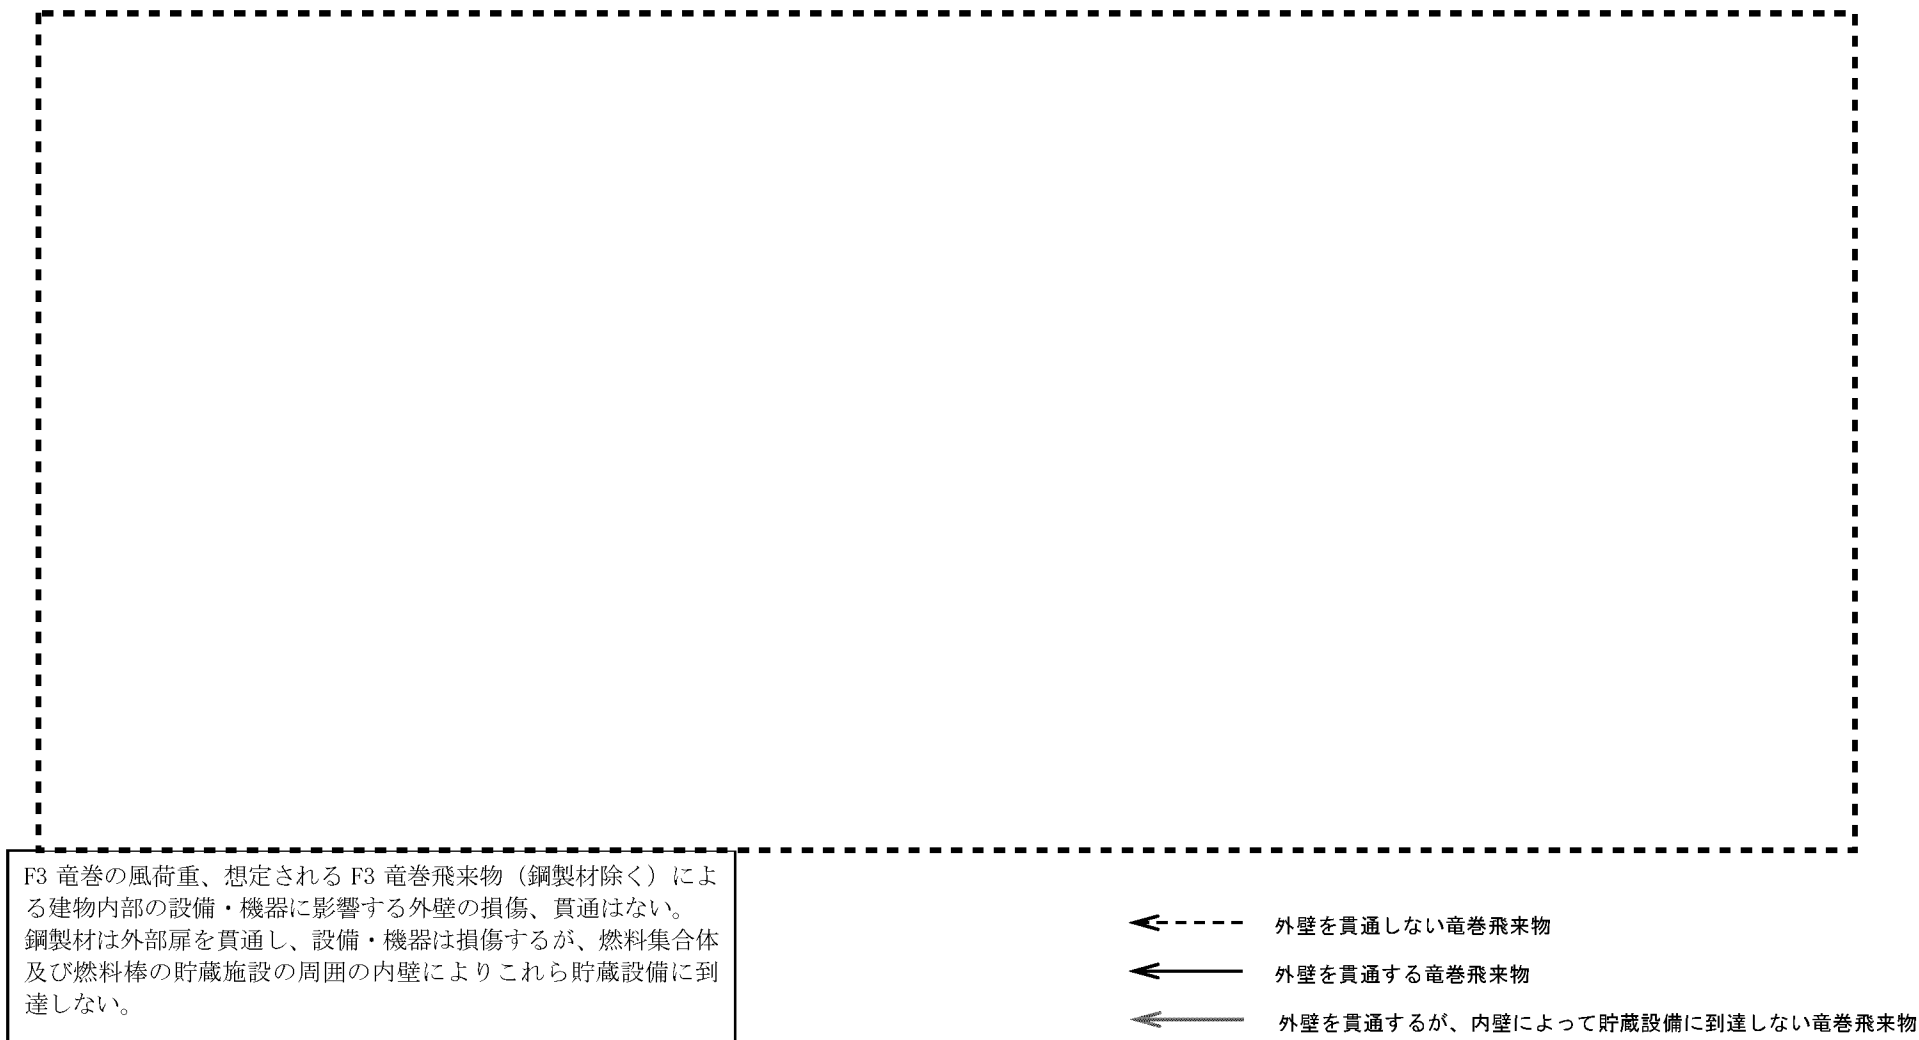 F3 竜巻の風荷重、想定される F3 竜巻飛来物（鋼製材除く）によ
る建物内部の設備・機器に影響する外壁の損傷、貫通はない。
鋼製材は外部扉を貫通し、設備・機器は損傷するが、燃料集合体
及び燃料棒の貯蔵施設の周囲の内壁によりこれら貯蔵設備に到
達しない。
外壁を貫通しない竜巻飛来物
外壁を貫通する竜巻飛来物
外壁を貫通するが、内壁によって貯蔵設備に到達しない竜巻飛来物